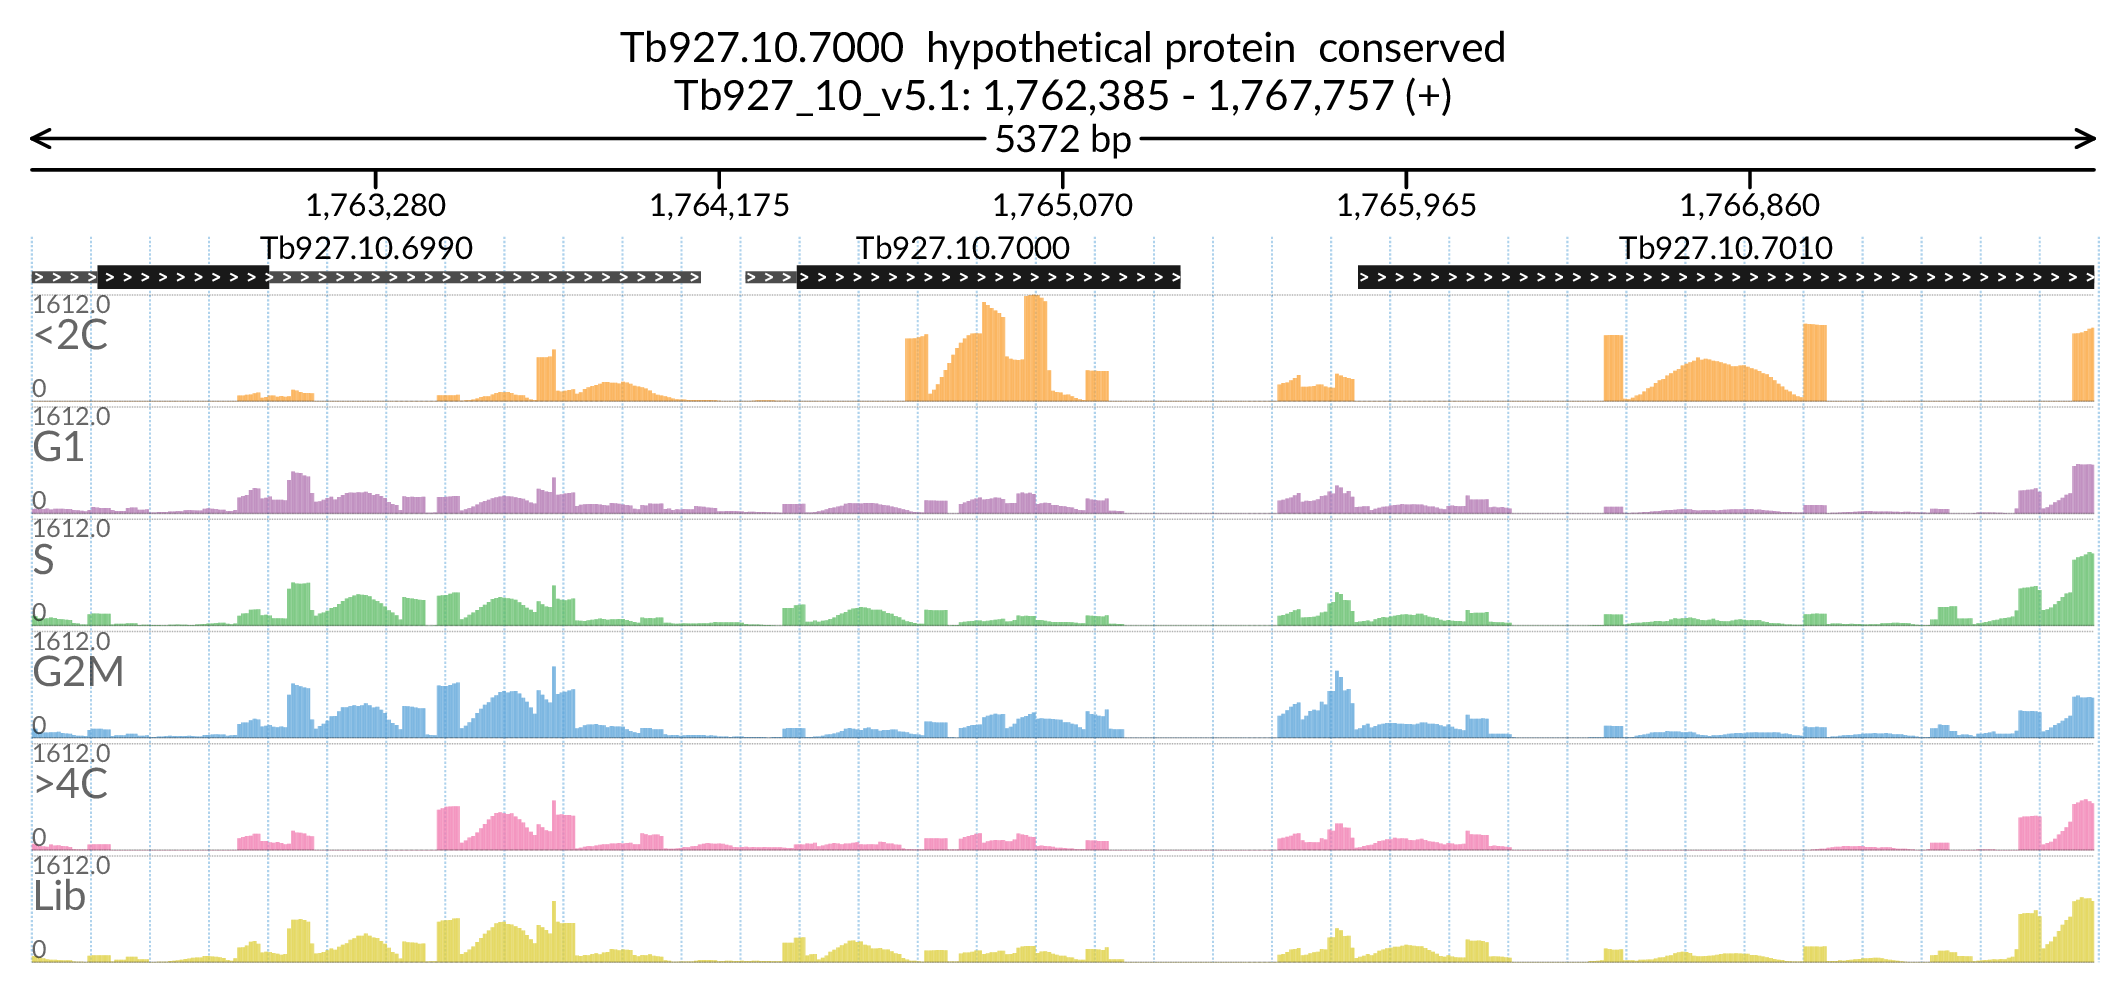 Tb927.10.7000  hypothetical protein  conserved
Tb927_10_v5.1: 1,762,385 - 1,767,757 (+)
5372 bp
1,763,280 1,764,175 1,765,070 1,765,965 1,766,860
Tb927.10.6990 Tb927.10.7000 Tb927.10.7010
1612.0
<2C
0
1612.0
G1
0
1612.0
S
0
1612.0
G2M
0
1612.0
>4C
0
1612.0
Lib
0